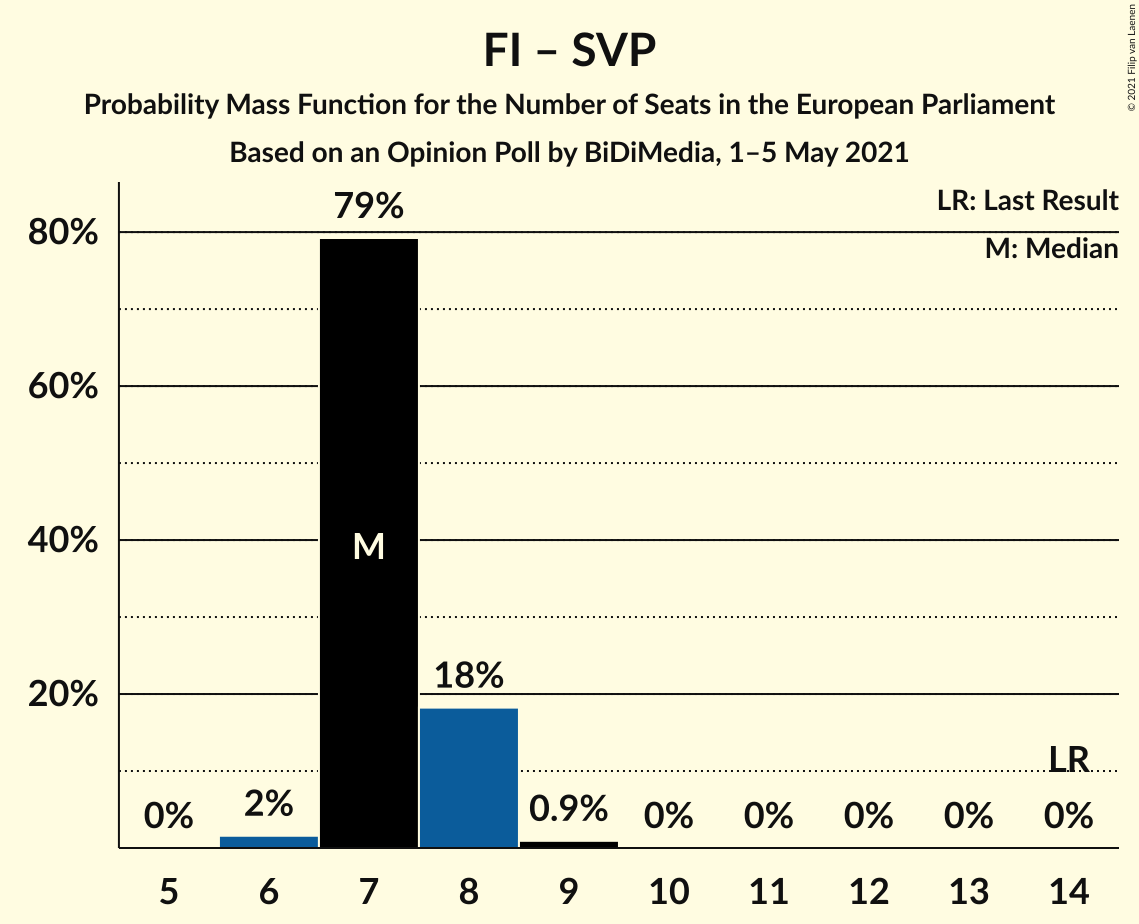 FI – SVP
Probability Mass Function for the Number of Seats in the European Parliament
Based on an Opinion Poll by BiDiMedia, 1–5 May 2021
© 2021 Filip van Laenen
LR: Last Result
M: Median
80%
60%
40%
20%
0%
2%
79%
M
18%
0.9%
0%
0%
0%
0%
LR
0%
5 6 7 8 9 10 11 12 13 14